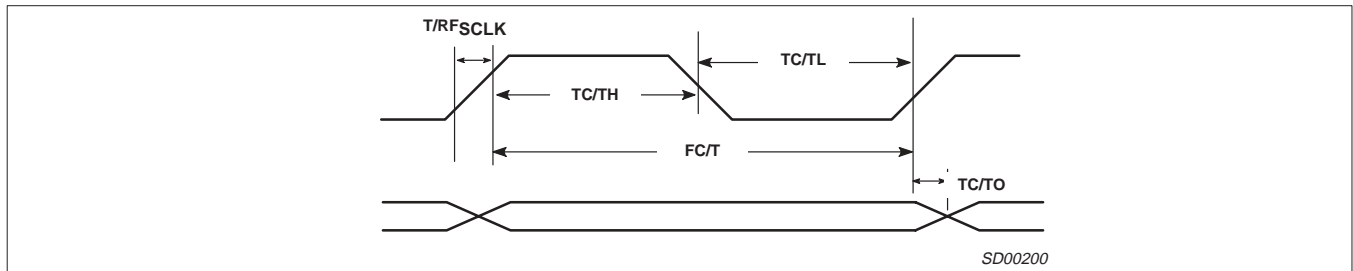 T/RFSCLK
TC/TL
TC/TH
FC/T
TC/TO
SD00200